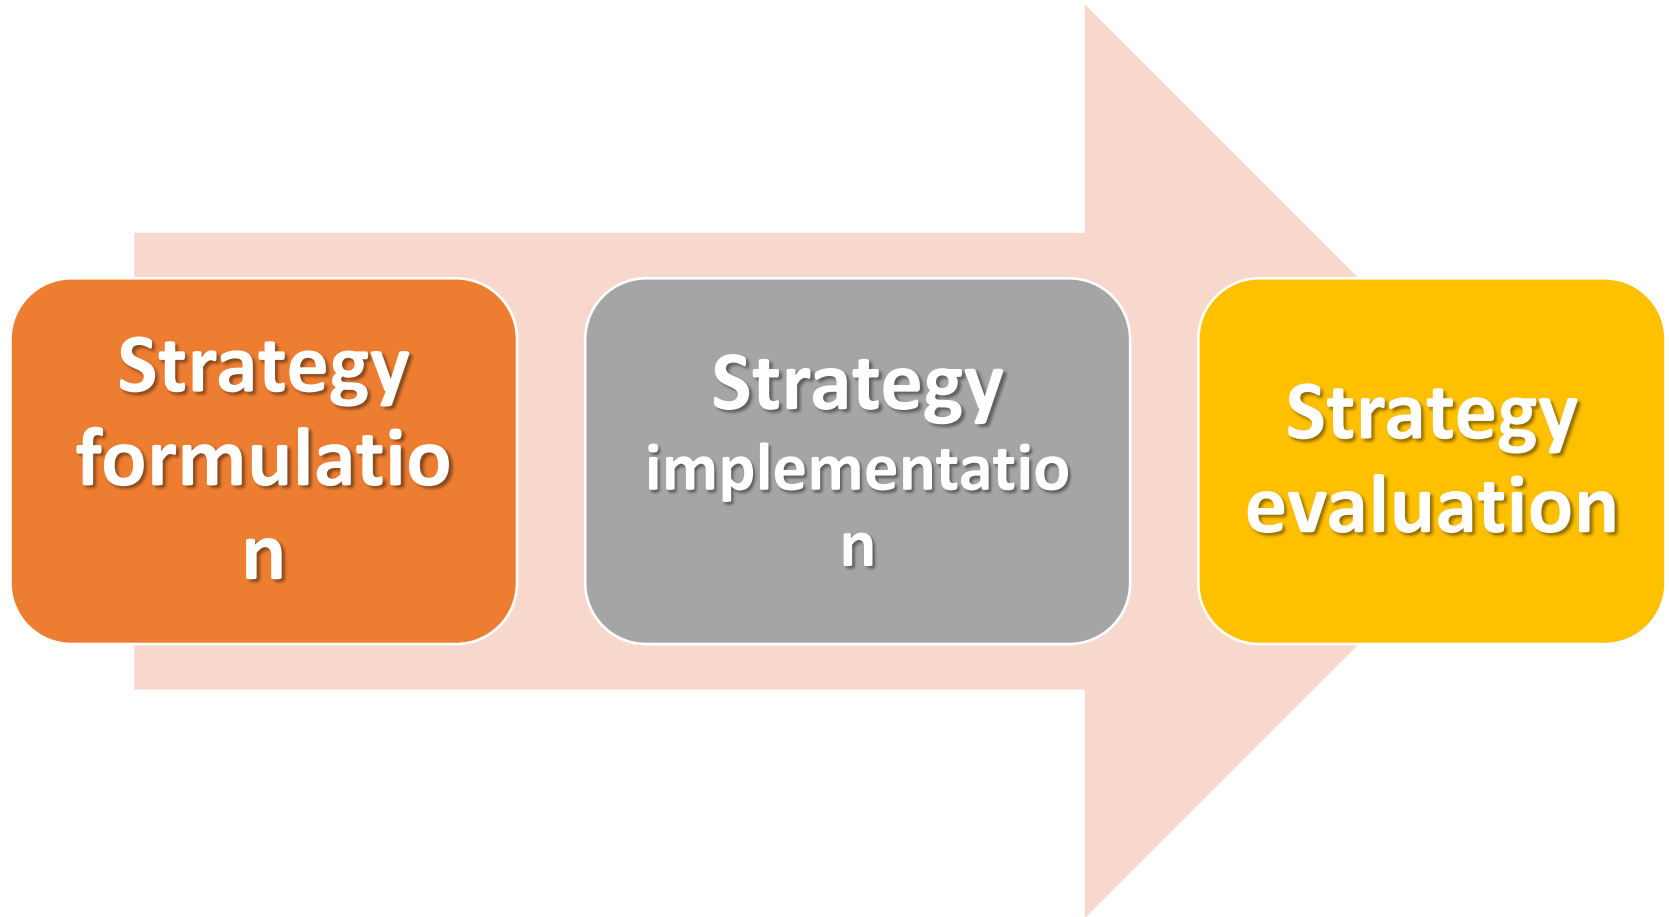 Strategy
formulatio
n
Strategy
implementatio
n
Strategy
evaluation